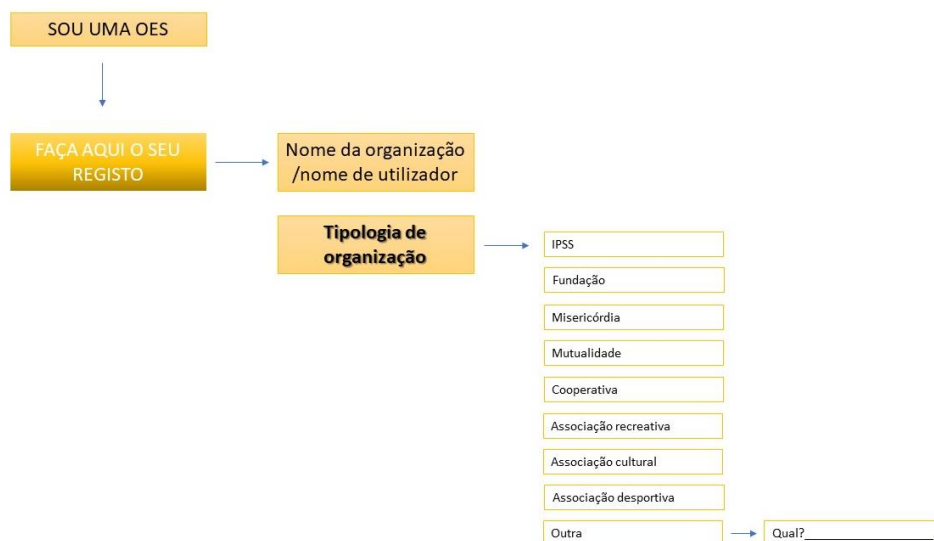 SOU UMA OES
FAÇA AQUI O SEU
REGISTO
Nome da organização
/nome de utilizador
Tipologia de
organização
IPSS
Fundação
Misericórdia
Mutualidade
Cooperativa
Associação recreativa
Associação cultural
Associação desportiva
Outra
Qual?____________________